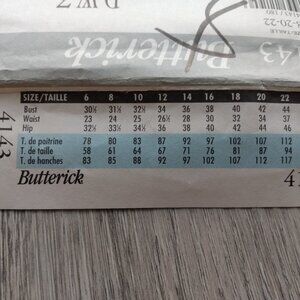 D.W.7
Butterick
43
SIZE/TAILLE 6 8 10 12 14 16 18 20 22
Bust 30½ 31½ 32½ 34 36 38 40 42 44
Waist 23 24 25 26½ 28 30 32 34 37
Hip 32½ 33½ 34½ 36 38 40 42 44 46
T. de poitrine 78 80 83 87 92 97 102 107 112
T. de taille 58 61 64 67 71 76 81 87 94
T. de hanches 83 85 88 92 97 102 107 112 117
Butterick
4143